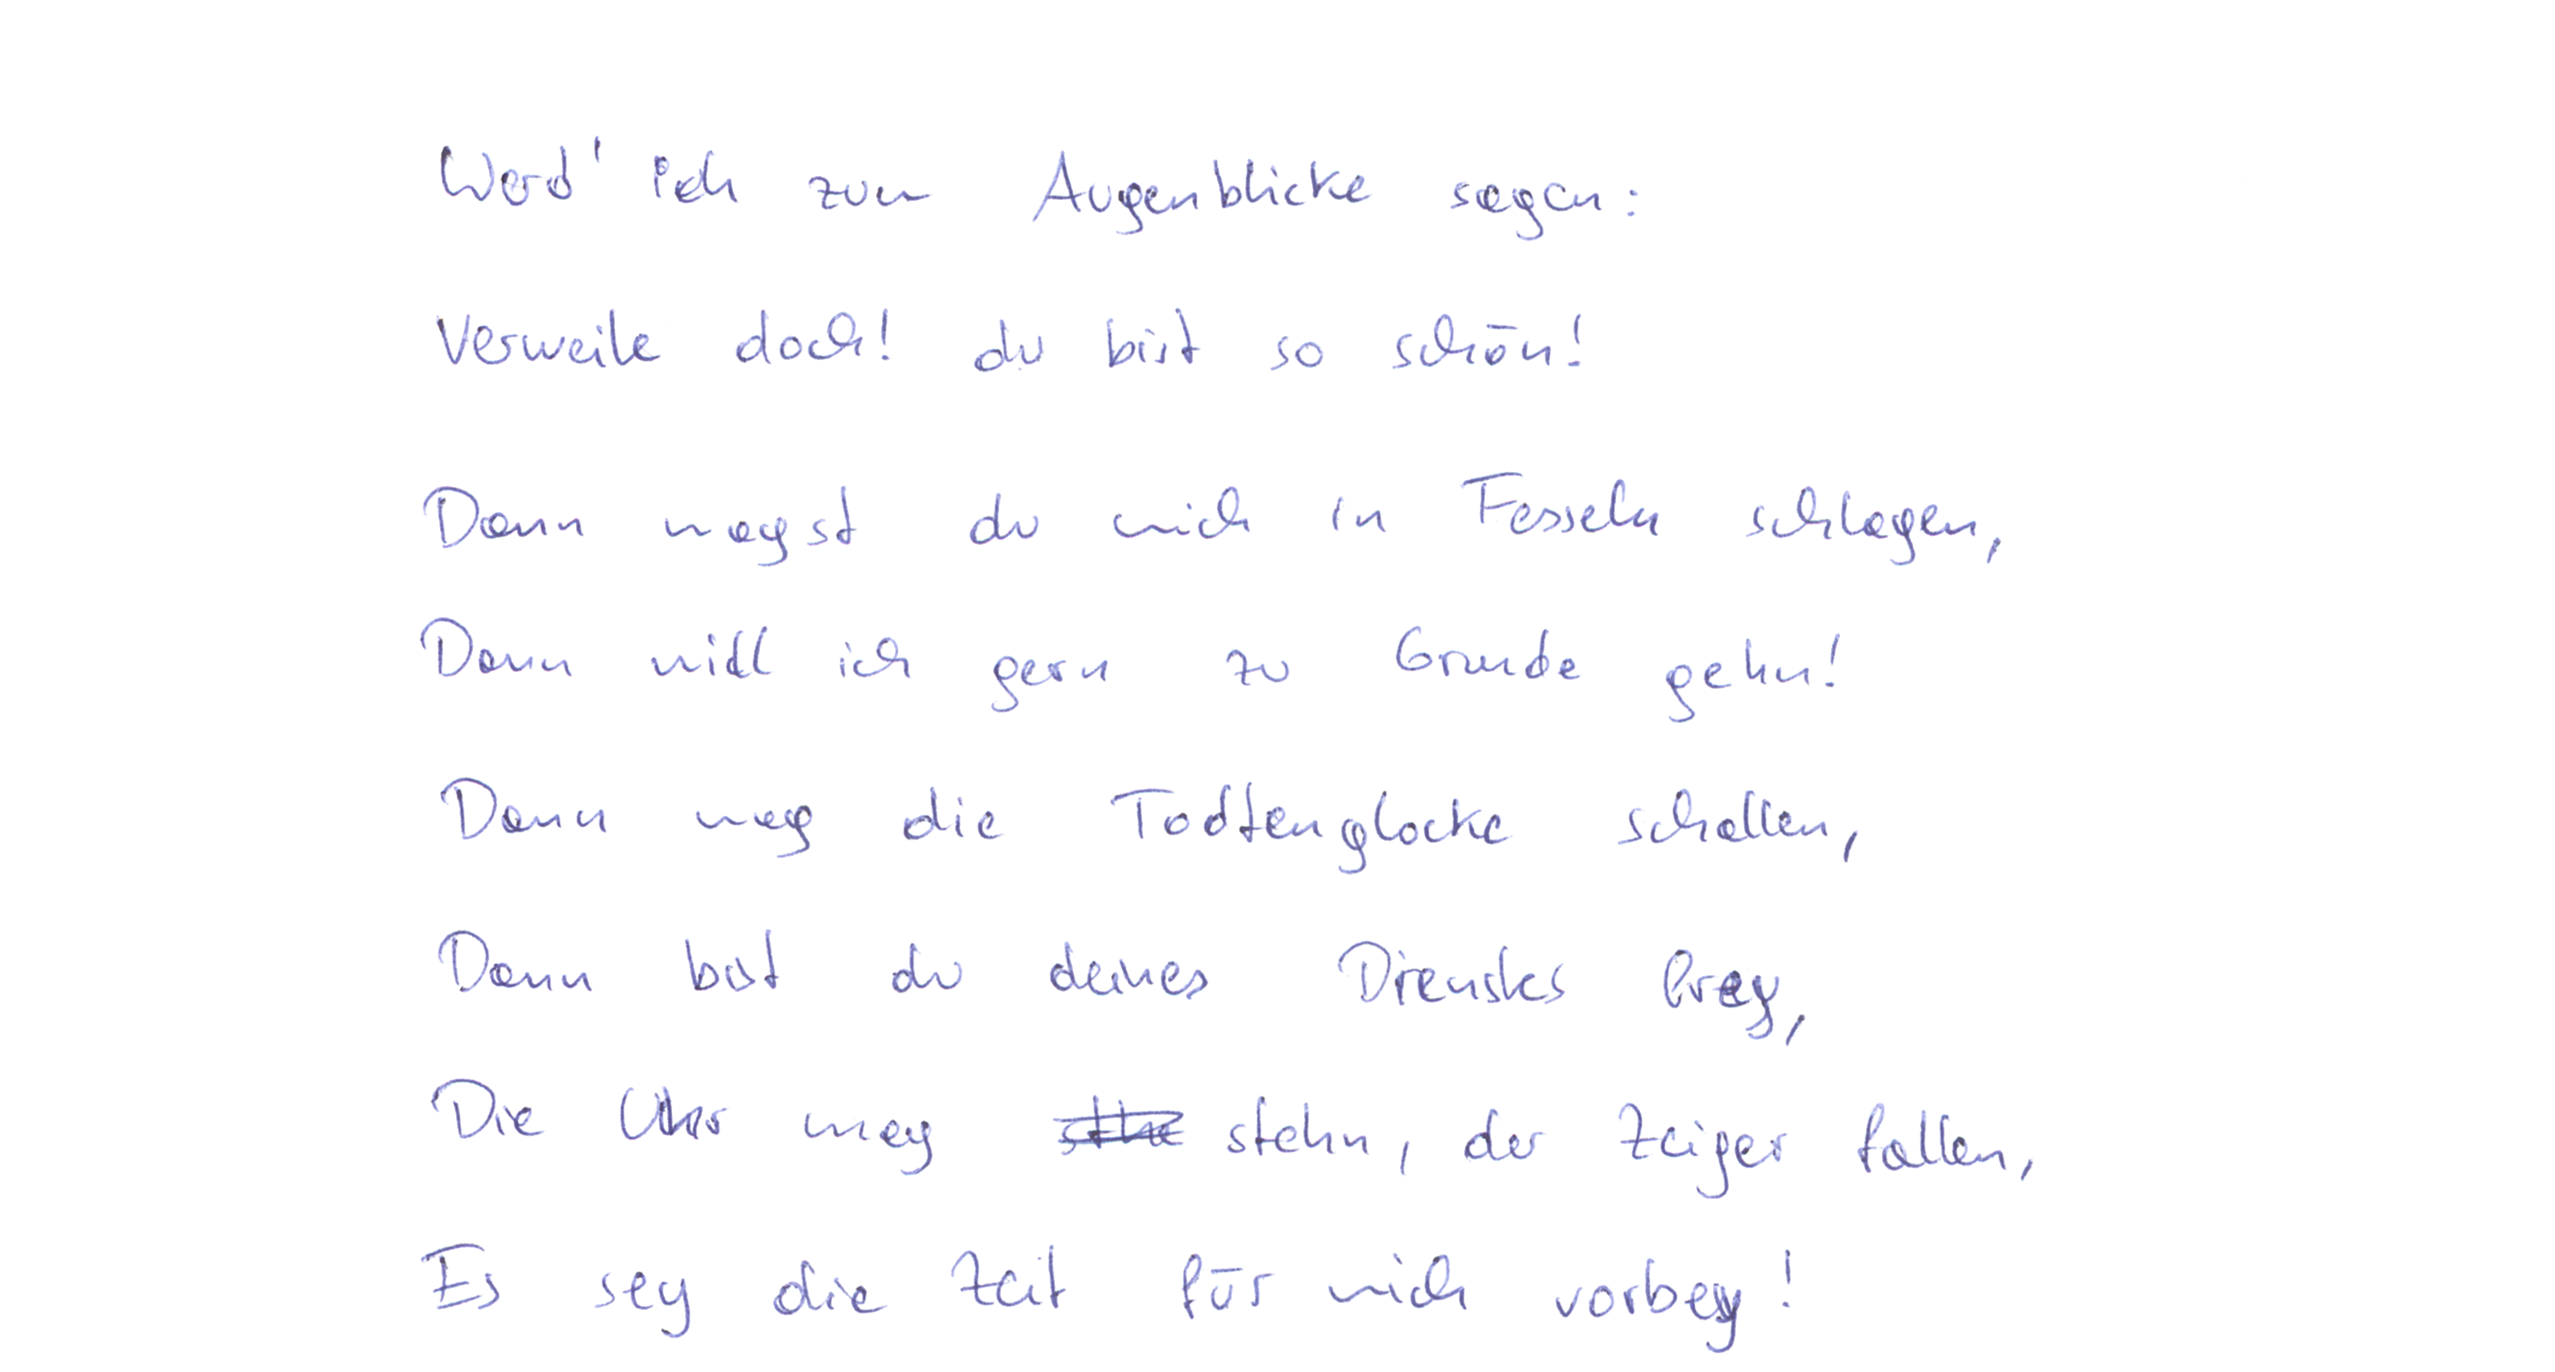 Werd' ich zum Augenblicke sagen:
Verweile doch! du bist so schön!
Dann magst du mich in Fesseln schlagen,
Dann will ich gern zu Grunde gehn!
Dann mag die Todtenglocke schallen,
Dann bist du deines Dienstes frey,
Die Uhr mag stehn, der Zeiger fallen,
Es sey die Zeit für mich vorbey!